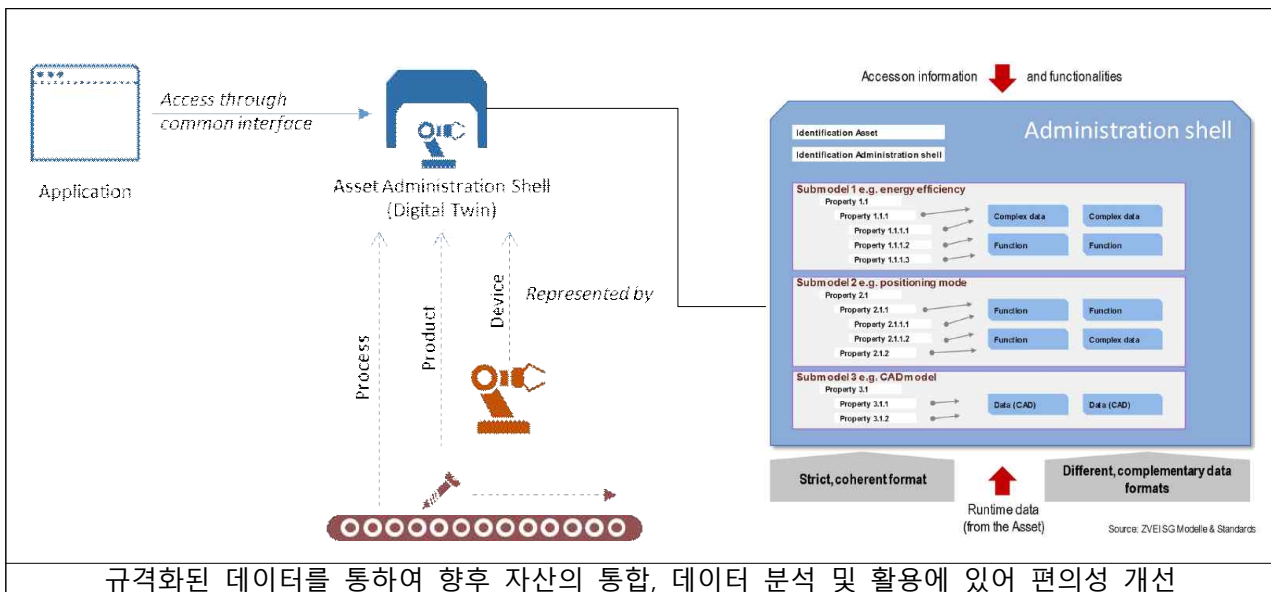 Access through
common interface
Application
Asset Administration Shell
(Digital Twin)
Process
Product
Device
Represented by
Access on information and functionalities
Administration shell
Identification Asset
Identification Administration shell
Submodel 1 e.g. energy efficiency
Property 1.1
Property 1.1.1
Property 1.1.1.1
Property 1.1.1.2
Property 1.1.1.3
Complex data Complex data
Function Function
Submodel 2 e.g. positioning mode
Property 2.1
Property 2.1.1
Property 2.1.1.1
Property 2.1.1.2
Property 2.1.2
Function Function
Function Complex data
Submodel 3 e.g. CAD model
Property 3.1
Property 3.1.1
Property 3.1.2
Data (CAD) Data (CAD)
Strict, coherent format
Different, complementary data
formats
Runtime data
(from the Asset)
Source: ZVEI SG Modelle & Standards
규격화된 데이터를 통하여 향후 자산의 통합, 데이터 분석 및 활용에 있어 편의성 개선